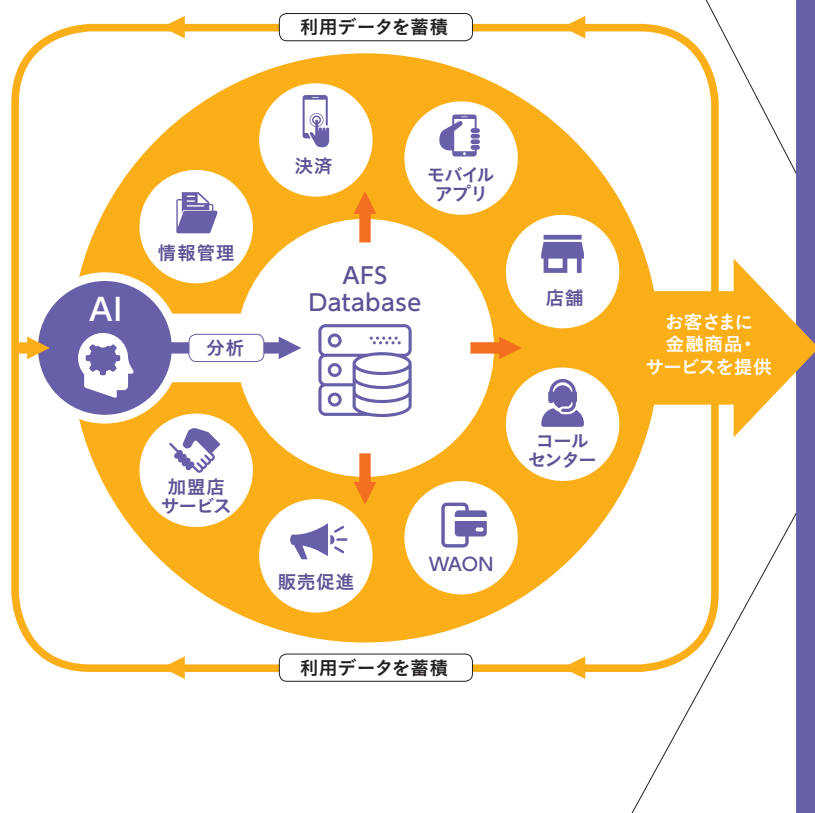 利用データを蓄積
決済
モバイル
アプリ
情報管理
店舗
AFS
Database
AI
分析
お客さまに
金融商品・
サービスを提供
コール
センター
加盟店
サービス
WAON
販売促進
利用データを蓄積